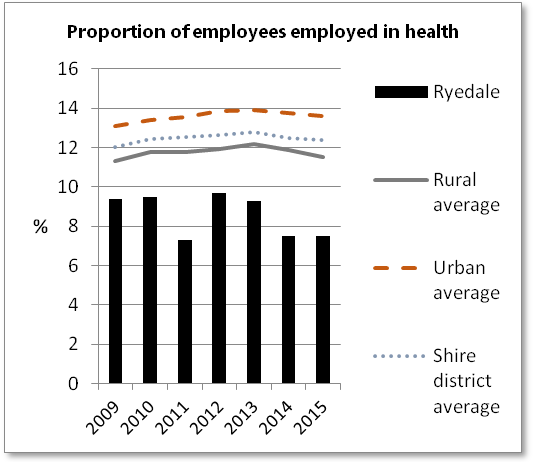 Proportion of employees employed in health
16
14
12
10
8
6
4
2
0
%
2009
2010
2011
2012
2013
2014
2015
Ryedale
Rural
average
Urban
average
Shire
district
average